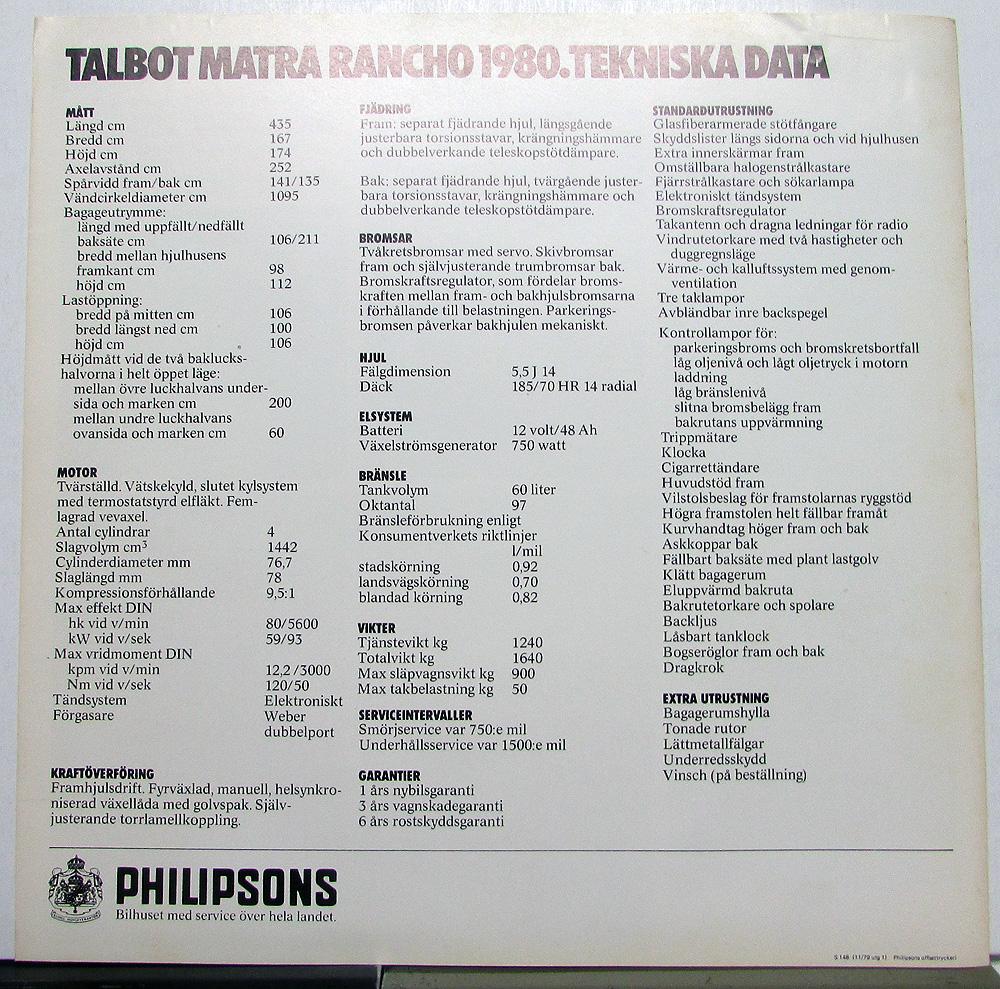 TALBOT MATRA RANCHO 1980. TEKNISKA DATA
MÅTT
Längd cm 435
Bredd cm 167
Höjd cm 174
Axelavstånd cm 252
Spårvidd fram/bak cm 141/135
Vändcirkeldiameter cm 1095
Bagageutrymme:
längd med uppfällt/nedfällt
baksäte cm 106/211
bredd mellan hjulhusens
framkant cm 98
höjd cm 112
Lastöppning:
bredd på mitten cm 106
bredd längst ned cm 100
höjd cm 106
Höjdmått vid de två baklucks-
halvorna i helt öppet läge:
mellan övre luckhalvans under-
sida och marken cm 200
mellan undre luckhalvans
ovansida och marken cm 60
MOTOR
Tvärställd. Vätskekyld, slutet kylsystem
med termostatstyrd elfläkt. Fem-
lagrad vevaxel.
Antal cylindrar 4
Slagvolym cm³ 1442
Cylinderdiameter mm 76,7
Slaglängd mm 78
Kompressionsförhållande 9,5:1
Max effekt DIN
hk vid v/min 80/5600
kW vid v/sek 59/93
Max vridmoment DIN
kpm vid v/min 12,2/3000
Nm vid v/sek 120/50
Tändsystem Elektroniskt
Förgasare Weber
dubbelport
KRAFTÖVERFÖRING
Framhjulsdrift. Fyrväxlad, manuell, helsynkro-
niserad växellåda med golvspak. Själv-
justerande torrlamellkoppling.
FJÄDRING
Fram: separat fjädrande hjul, längsgående
justerbara torsionsstavar, krängningshämmare
och dubbelverkande teleskopstötdämpare.
Bak: separat fjädrande hjul, tvärgående juster-
bara torsionsstavar, krängningshämmare och
dubbelverkande teleskopstötdämpare.
BROMSAR
Tvåkretsbromsar med servo. Skivbromsar
fram och självjusterande trumbromsar bak.
Bromskraftsregulator, som fördelar broms-
kraften mellan fram- och bakhjulsbromsarna
i förhållande till belastningen. Parkerings-
bromsen påverkar bakhjulen mekaniskt.
HJUL
Fälgdimension 5,5 J 14
Däck 185/70 HR 14 radial
ELSYSTEM
Batteri 12 volt/48 Ah
Växelströmsgenerator 750 watt
BRÄNSLE
Tankvolym 60 liter
Oktantal 97
Bränsleförbrukning enligt
Konsumentverkets riktlinjer
l/mil
stadskörning 0,92
landsvägskörning 0,70
blandad körning 0,82
VIKTER
Tjänstevikt kg 1240
Totalvikt kg 1640
Max släpvagnsvikt kg 900
Max takbelastning kg 50
SERVICEINTERVALLER
Smörjservice var 750:e mil
Underhållsservice var 1500:e mil
GARANTIER
1 års nybilsgaranti
3 års vagnskadegaranti
6 års rostskyddsgaranti
STANDARDUTRUSTNING
Glasfiberarmerade stötfångare
Skyddslister längs sidorna och vid hjulhusen
Extra innerskärmar fram
Omställbara halogenstrålkastare
Fjärrstrålkastare och sökarlampa
Elektroniskt tändsystem
Bromskraftsregulator
Takantenn och dragna ledningar för radio
Vindrutetorkare med två hastigheter och
duggregnsläge
Värme- och kalluftssystem med genom-
ventilation
Tre taklampor
Avbländbar inre backspegel
Kontrollampor för:
parkeringsbroms och bromskretsbortfall
låg oljenivå och lågt oljetryck i motorn
laddning
låg bränslenivå
slitna bromsbelägg fram
bakrutans uppvärmning
Trippmätare
Klocka
Cigarrettändare
Huvudstöd fram
Vilstolsbeslag för framstolarnas ryggstöd
Högra framstolen helt fällbar framåt
Kurvhandtag höger fram och bak
Askkoppar bak
Fällbart baksäte med plant lastgolv
Klätt bagagerum
Eluppvärmd bakruta
Bakrutetorkare och spolare
Backljus
Låsbart tanklock
Bogseröglor fram och bak
Dragkrok
EXTRA UTRUSTNING
Bagagerumshylla
Tonade rutor
Lättmetallfälgar
Underredsskydd
Vinsch (på beställning)
PHILIPSONS
Bilhuset med service över hela landet.
S 148 (11/79 utg 1) Philipsons offsettryckeri